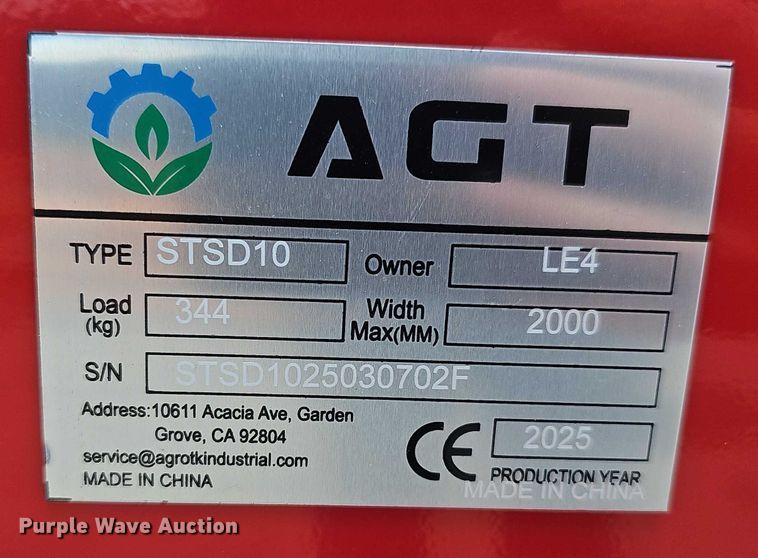 AGT
TYPE STSD10 Owner LE4
Load (kg) 344 Width Max(MM) 2000
S/N STSD1025030702F
Address:10611 Acacia Ave, Garden
Grove, CA 92804
service@agrotkindustrial.com
MADE IN CHINA
CE 2025
PRODUCTION YEAR
MADE IN CHINA
Purple Wave Auction